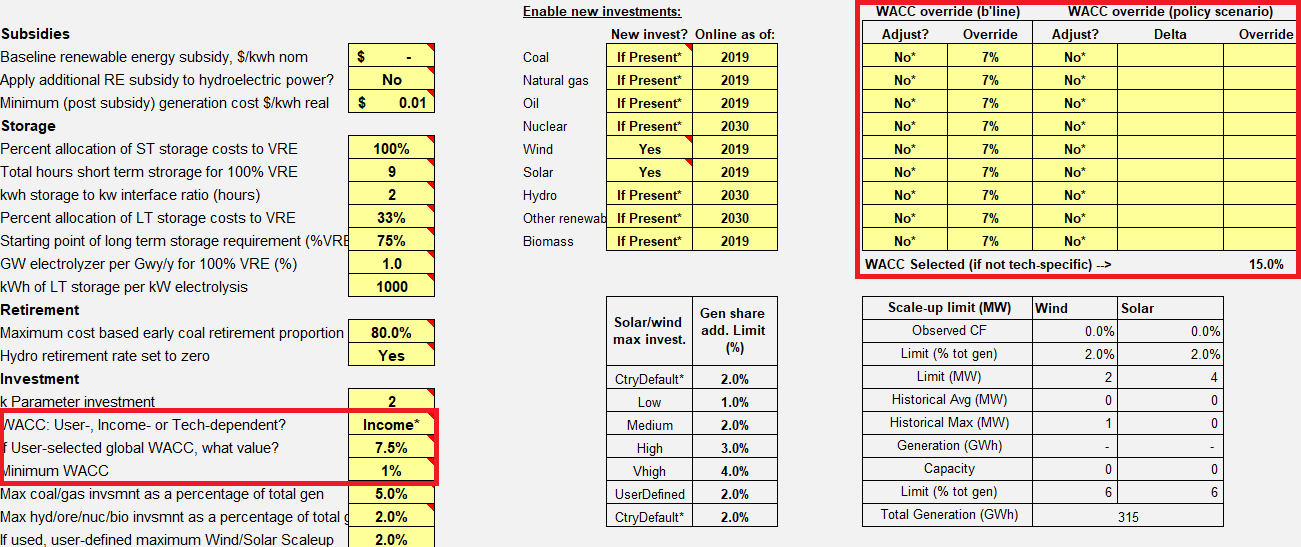 Subsidies
Baseline renewable energy subsidy, $/kwh nom $ -
Apply additional RE subsidy to hydroelectric power? No
Minimum (post subsidy) generation cost $/kwh real $ 0.01
Storage
Percent allocation of ST storage costs to VRE 100%
Total hours short term strorage for 100% VRE 9
kwh storage to kw interface ratio (hours) 2
Percent allocation of LT storage costs to VRE 33%
Starting point of long term storage requirement (%VRE 75%
GW electrolyzer per Gwy/y for 100% VRE (%) 1.0
kWh of LT storage per kW electrolysis 1000
Retirement
Maximum cost based early coal retirement proportion 80.0%
Hydro retirement rate set to zero Yes
Investment
k Parameter investment 2
WACC: User-, Income- or Tech-dependent? Income*
f User-selected global WACC, what value? 7.5%
Minimum WACC 1%
Max coal/gas invsmnt as a percentage of total gen 5.0%
Max hyd/ore/nuc/bio invsmnt as a percentage of total g 2.0%
If used, user-defined maximum Wind/Solar Scaleup 2.0%
Enable new investments:
New invest? Online as of:
Coal If Present* 2019
Natural gas If Present* 2019
Oil If Present* 2019
Nuclear If Present* 2030
Wind Yes 2019
Solar Yes 2019
Hydro If Present* 2030
Other renewab If Present* 2030
Biomass If Present* 2019
WACC override (b'line) WACC override (policy scenario)
Adjust? Override Adjust? Delta Override
No* 7% No*
No* 7% No*
No* 7% No*
No* 7% No*
No* 7% No*
No* 7% No*
No* 7% No*
No* 7% No*
No* 7% No*
WACC Selected (if not tech-specific) --> 15.0%
Solar/wind max invest. Gen share add. Limit (%)
CtryDefault* 2.0%
Low 1.0%
Medium 2.0%
High 3.0%
Vhigh 4.0%
UserDefined 2.0%
CtryDefault* 2.0%
Scale-up limit (MW) Wind Solar
Observed CF 0.0% 0.0%
Limit (% tot gen) 2.0% 2.0%
Limit (MW) 2 4
Historical Avg (MW) 0 0
Historical Max (MW) 1 0
Generation (GWh) - -
Capacity 0 0
Limit (% tot gen) 6 6
Total Generation (GWh) 315